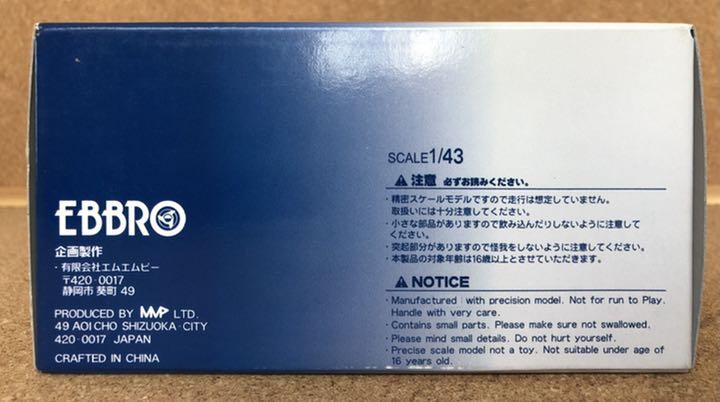 EBBRO
企画製作
・有限会社エムエムピー
〒420-0017
静岡市 葵町 49
PRODUCED BY MMP LTD.
49 AOI CHO SHIZUOKA-CITY
420-0017 JAPAN
CRAFTED IN CHINA
SCALE1/43
⚠ 注意 必ずお読みください。
・精密スケールモデルですので走行は想定していません。
取扱いには十分注意してください。
・小さな部品がありますので飲み込んだりしないように注意して
ください。
・突起部分がありますので怪我をしないように注意してください。
・本製品の対象年齢は16歳以上とさせていただきます。
⚠ NOTICE
・Manufactured with precision model. Not for run to Play.
Handle with very care.
・Contains small parts. Please make sure not swallowed.
・Please mind small details. Do not hurt yourself.
・Precise scale model not a toy. Not suitable under age of
16 years old.